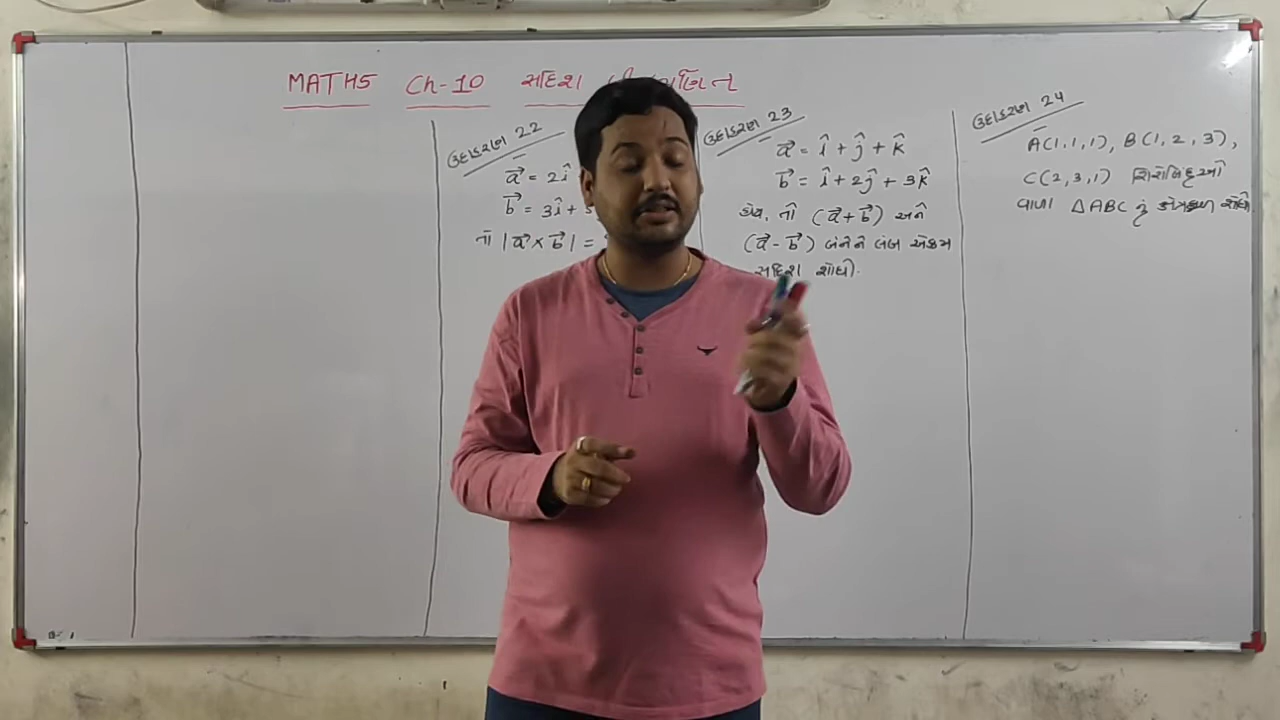 MATHS Ch-10 સદિશ
ઉદાહરણ 22
a⃗ = 2î
b⃗ = 3î +
તો |a⃗ × b⃗| =
ઉદાહરણ 23
a⃗ = î + ĵ + k̂
b⃗ = î + 2ĵ + 3k̂
હોય, તો (a⃗ + b⃗) અને
(a⃗ - b⃗) બંનેને લંબ એકમ
સદિશ શોધો.
ઉદાહરણ 24
A(1,1,1), B(1,2,3),
C(2,3,1) શિરોબિંદુઓ
વાળા ΔABC નું ક્ષેત્રફળ શોધો